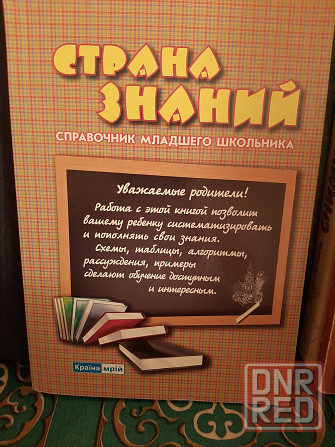 СТРАНА
ЗНАНИЙ
СПРАВОЧНИК МЛАДШЕГО ШКОЛЬНИКА
Уважаемые родители!
Работа с этой книгой позволит
вашему ребенку систематизировать
и пополнять свои знания.
Схемы, таблицы, алгоритмы,
рассуждения, примеры
сделают обучение доступным
и интересным.
Країна мрій
DNR
RED